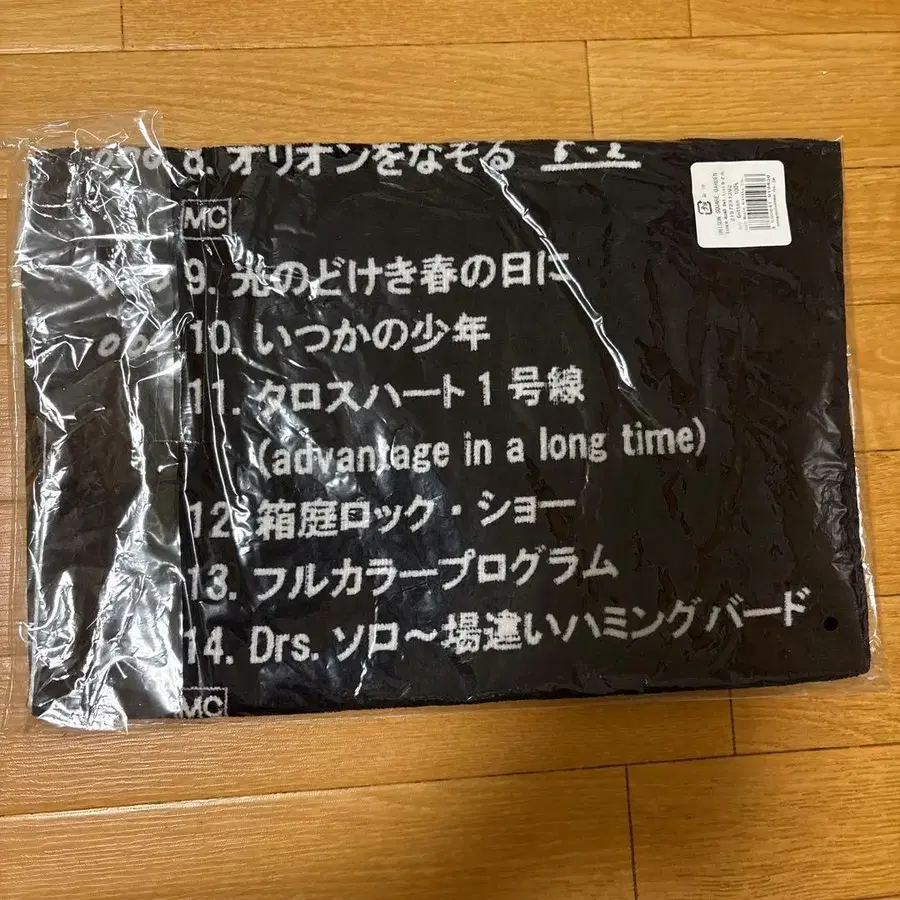 8. オリオンをなぞる
MC
9. 光のどけき春の日に
10. いつかの少年
11. タロスハート1号線
(advantage in a long time)
12. 箱庭ロック・ショー
13. フルカラープログラム
14. Drs. ソロ～場違いハミングバード
MC
UNISON SQUARE GARDEN